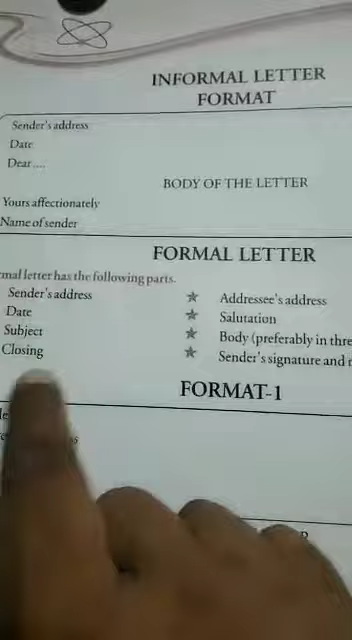 INFORMAL LETTER
FORMAT
Sender's address
Date
Dear ....
BODY OF THE LETTER
Yours affectionately
Name of sender
FORMAL LETTER
mal letter has the following parts.
Sender's address
★ Addressee's address
Date
★ Salutation
Subject
★ Body (preferably in thre
Closing
★ Sender's signature and
FORMAT-1